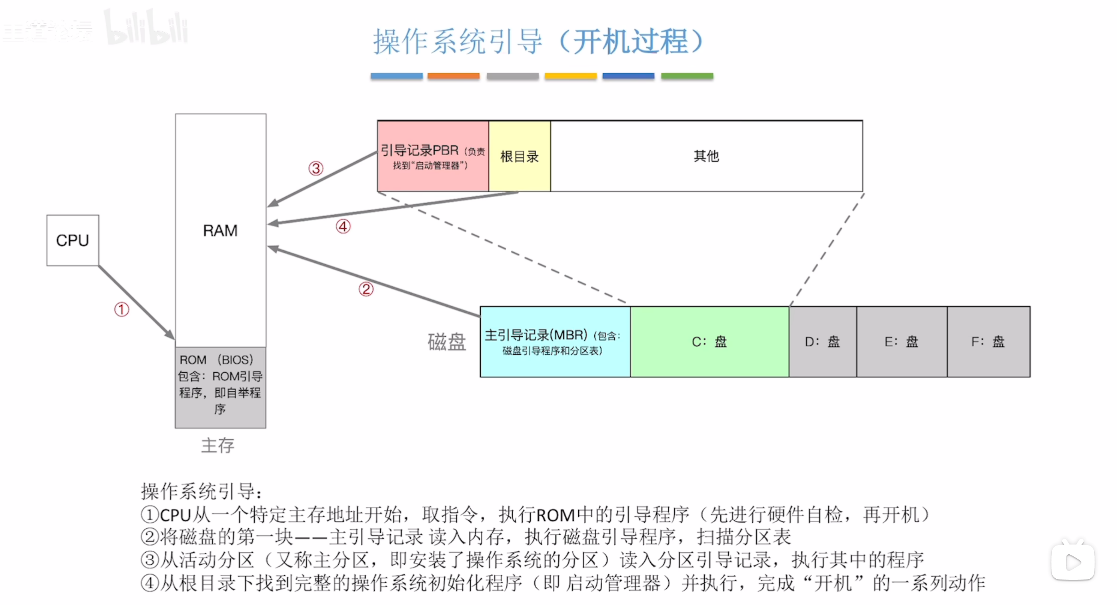 bilibili
操作系统引导（开机过程）
引导记录PBR（负责
找到“启动管理器”）
根目录
其他
③
④
RAM
CPU
①
②
磁盘
主引导记录(MBR)（包含：
磁盘引导程序和分区表）
C：盘
D：盘
E：盘
F：盘
ROM （BIOS）
包含：ROM引导
程序，即自举程
序
主存
操作系统引导：
①CPU从一个特定主存地址开始，取指令，执行ROM中的引导程序（先进行硬件自检，再开机）
②将磁盘的第一块——主引导记录 读入内存，执行磁盘引导程序，扫描分区表
③从活动分区（又称主分区，即安装了操作系统的分区）读入分区引导记录，执行其中的程序
④从根目录下找到完整的操作系统初始化程序（即 启动管理器）并执行，完成“开机”的一系列动作